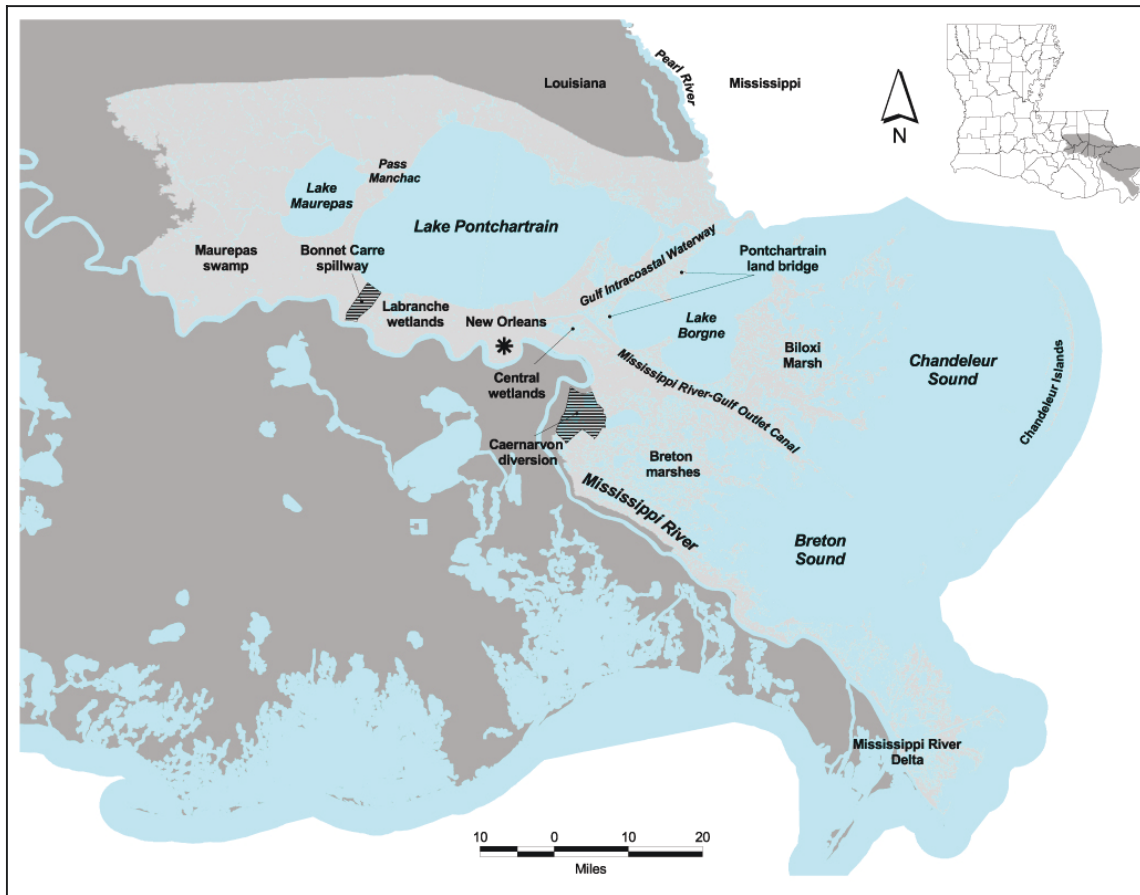 Pearl River
Louisiana
Mississippi
N
Pass
Manchac
Lake
Maurepas
Lake Pontchartrain
Maurepas
swamp
Bonnet Carre
spillway
Gulf Intracoastal Waterway
Pontchartrain
land bridge
Labranche
wetlands
New Orleans
Lake
Borgne
Biloxi
Marsh
Chandeleur
Sound
Chandeleur Islands
Central
wetlands
Mississippi River-Gulf Outlet Canal
Caernarvon
diversion
Breton
marshes
Mississippi River
Breton
Sound
Mississippi River
Delta
10 0 10 20
Miles